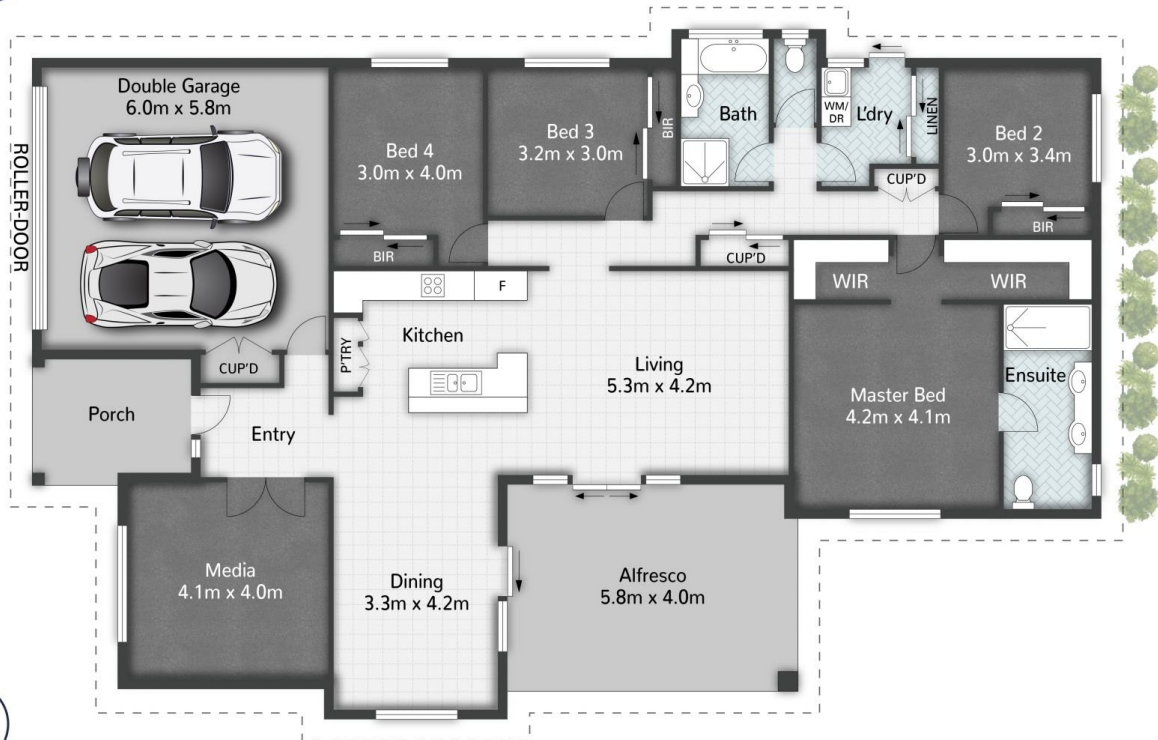 Double Garage
6.0m x 5.8m
ROLLER-DOOR
Bed 4
3.0m x 4.0m
BIR
Bed 3
3.2m x 3.0m
BIR
Bath
WM/
DR
L'dry
LINEN
CUP'D
Bed 2
3.0m x 3.4m
BIR
CUP'D
WIR
WIR
F
Kitchen
P'TRY
CUP'D
Living
5.3m x 4.2m
Master Bed
4.2m x 4.1m
Ensuite
Porch
Entry
Media
4.1m x 4.0m
Dining
3.3m x 4.2m
Alfresco
5.8m x 4.0m